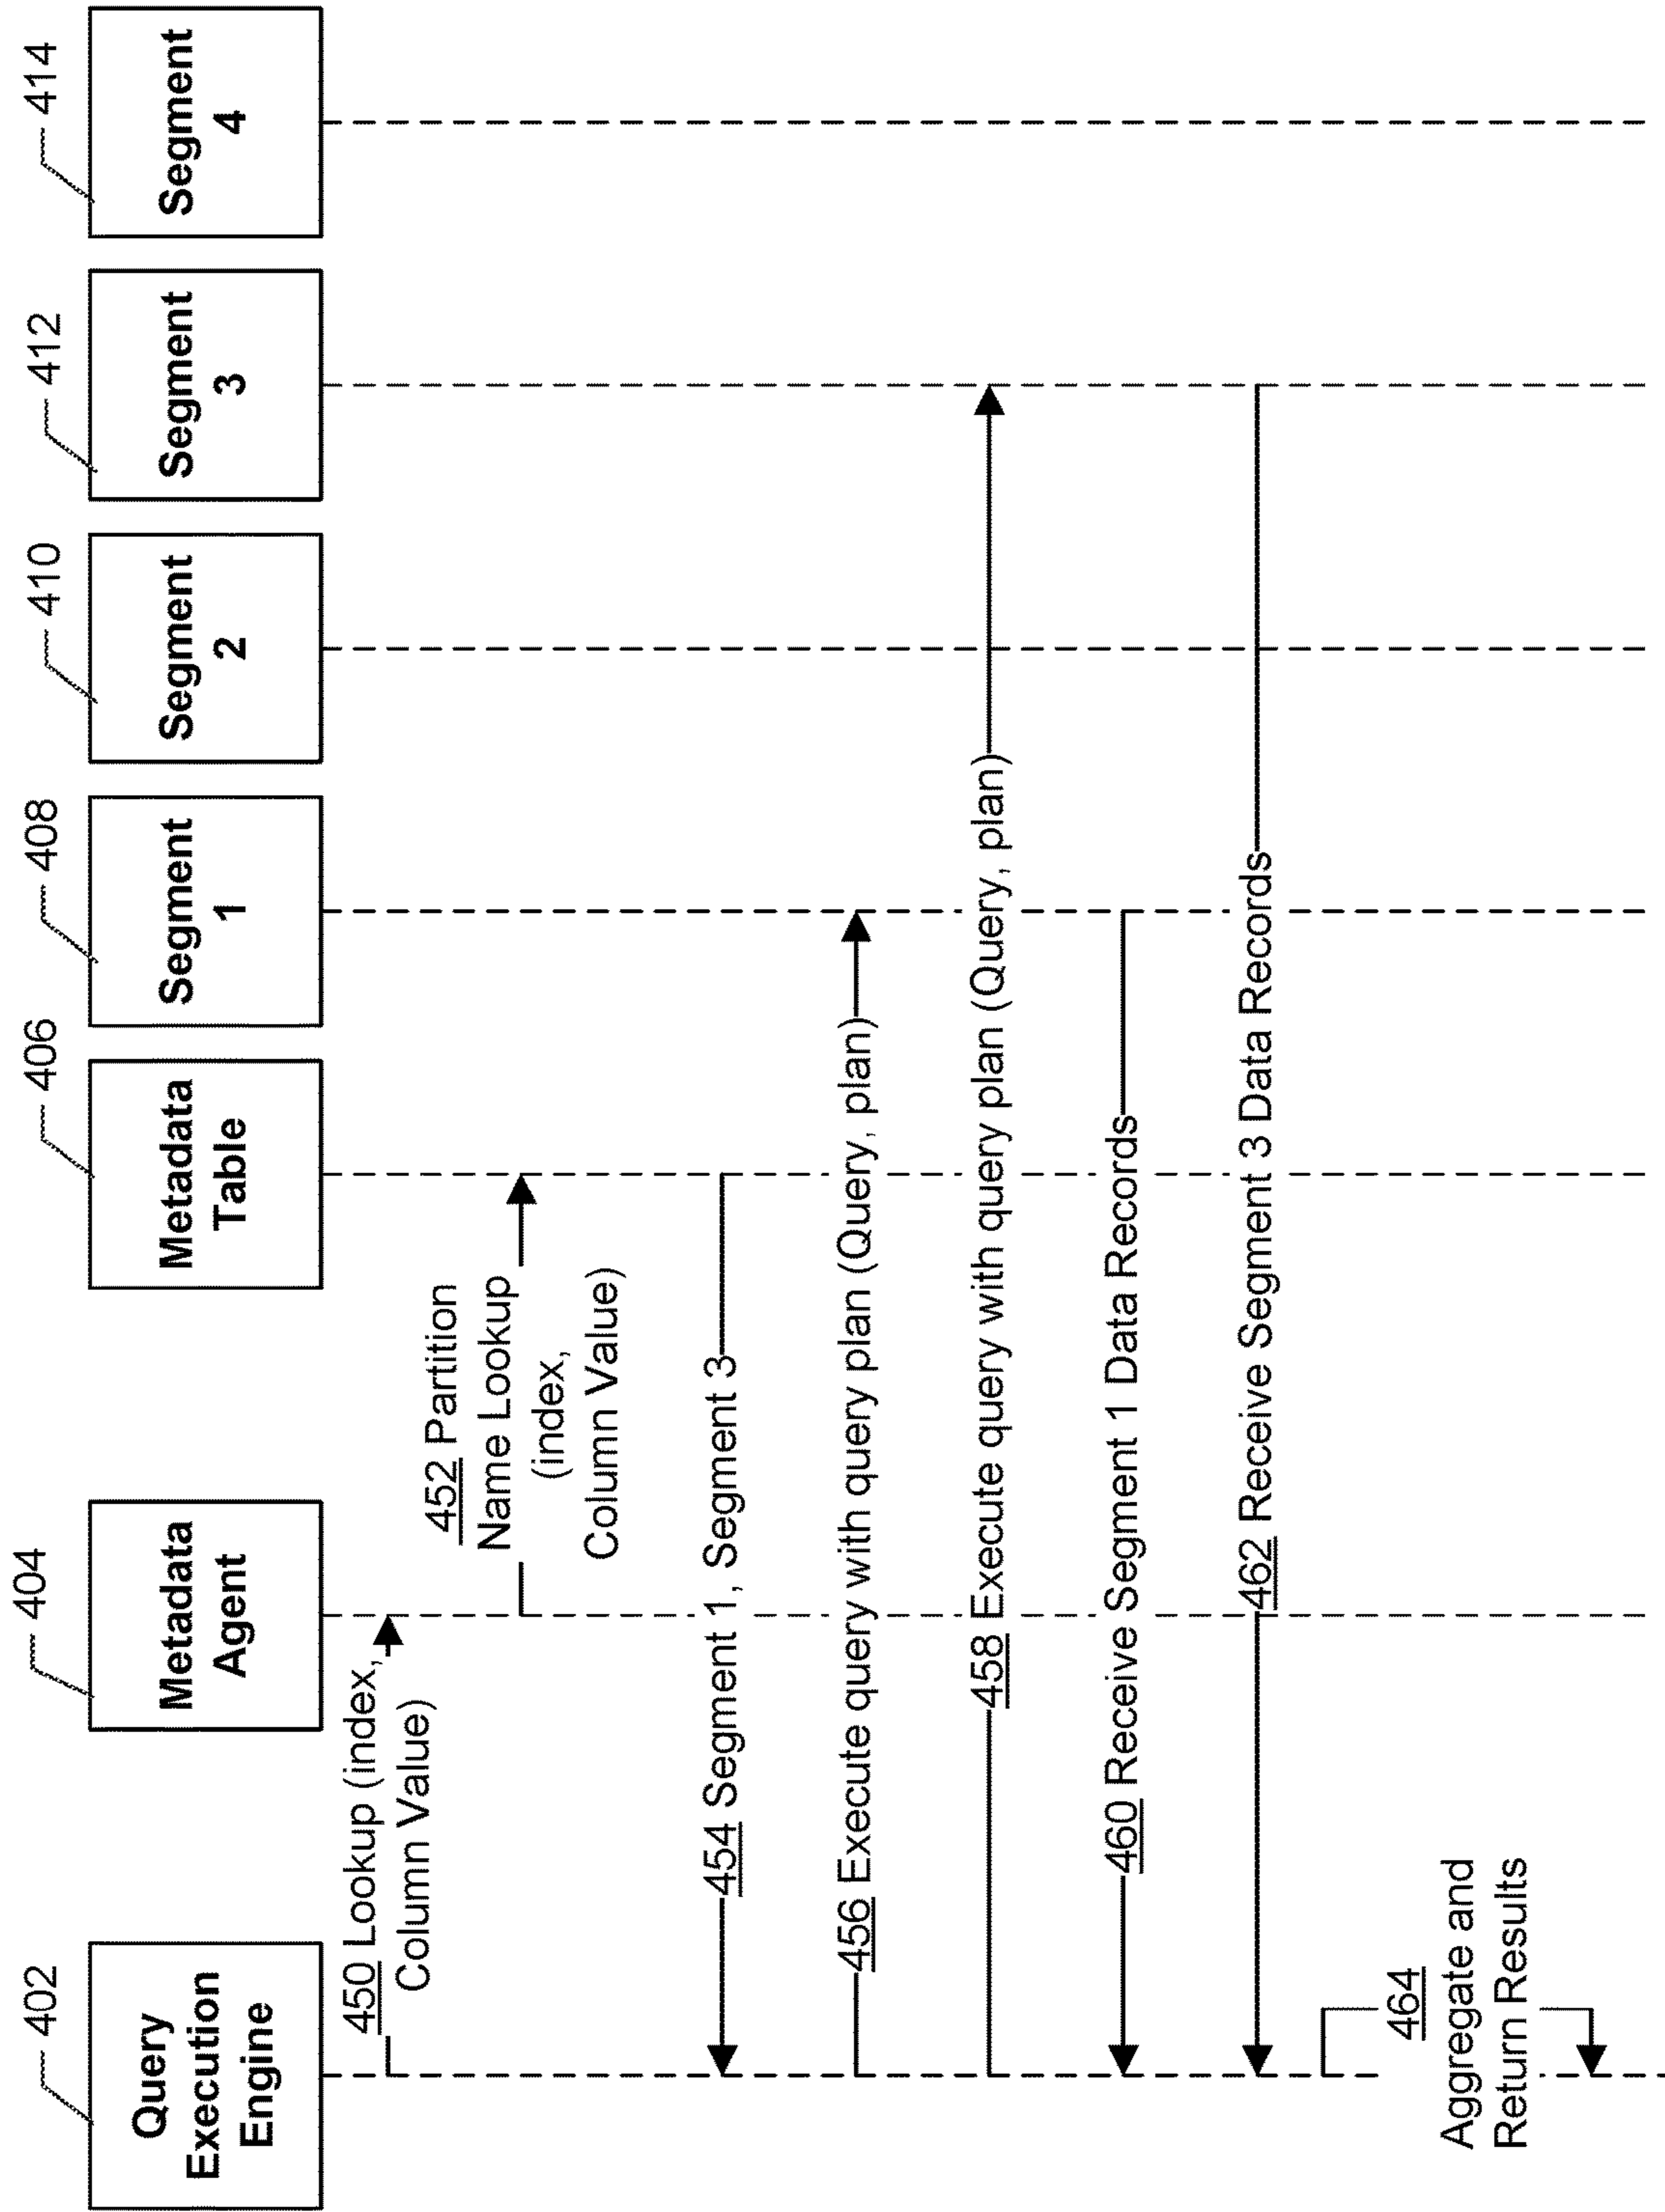 402
Query
Execution
Engine
404
Metadata
Agent
406
Metadata
Table
408
Segment
1
410
Segment
2
412
Segment
3
414
Segment
4
450 Lookup (index,
Column Value)
452 Partition
Name Lookup
(index,
Column Value)
454 Segment 1, Segment 3
456 Execute query with query plan (Query, plan)
458 Execute query with query plan (Query, plan)
460 Receive Segment 1 Data Records
462 Receive Segment 3 Data Records
464
Aggregate and
Return Results